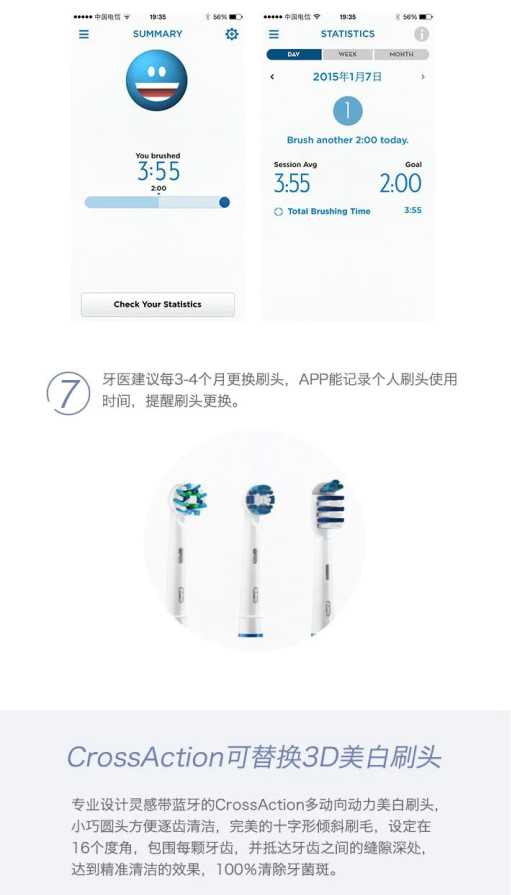 中国电信 19:35 56%
SUMMARY
You brushed
3:55
2:00
Check Your Statistics
中国电信 19:35 56%
STATISTICS
DAY WEEK MONTH
2015年1月7日
1
Brush another 2:00 today.
Session Avg Goal
3:55 2:00
Total Brushing Time 3:55
7
牙医建议每3-4个月更换刷头，APP能记录个人刷头使用
时间，提醒刷头更换。
CrossAction可替换3D美白刷头
专业设计灵感带蓝牙的CrossAction多动向动力美白刷头，
小巧圆头方便逐齿清洁，完美的十字形倾斜刷毛，设定在
16个度角，包围每颗牙齿，并抵达牙齿之间的缝隙深处，
达到精准清洁的效果，100%清除牙菌斑。